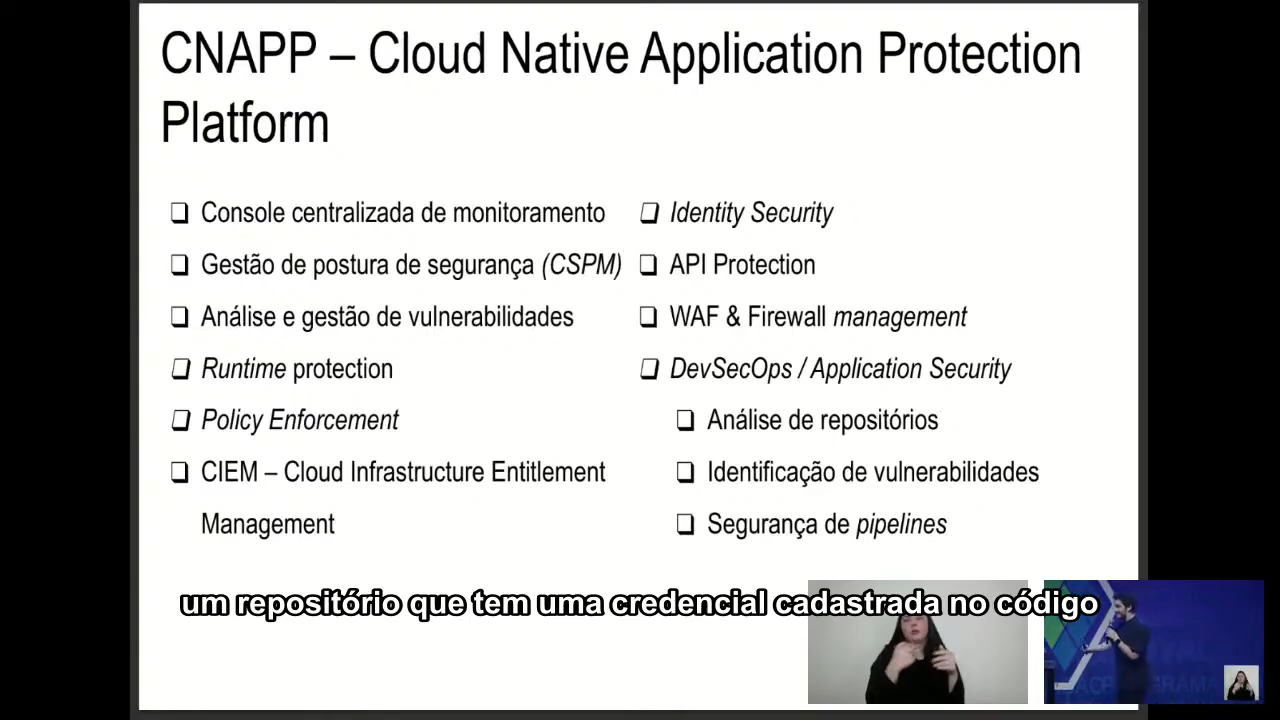 CNAPP – Cloud Native Application Protection
Platform
❑ Console centralizada de monitoramento
❑ Gestão de postura de segurança (CSPM)
❑ Análise e gestão de vulnerabilidades
❑ Runtime protection
❑ Policy Enforcement
❑ CIEM – Cloud Infrastructure Entitlement
Management
❑ Identity Security
❑ API Protection
❑ WAF & Firewall management
❑ DevSecOps / Application Security
❑ Análise de repositórios
❑ Identificação de vulnerabilidades
❑ Segurança de pipelines
um repositório que tem uma credencial cadastrada no código